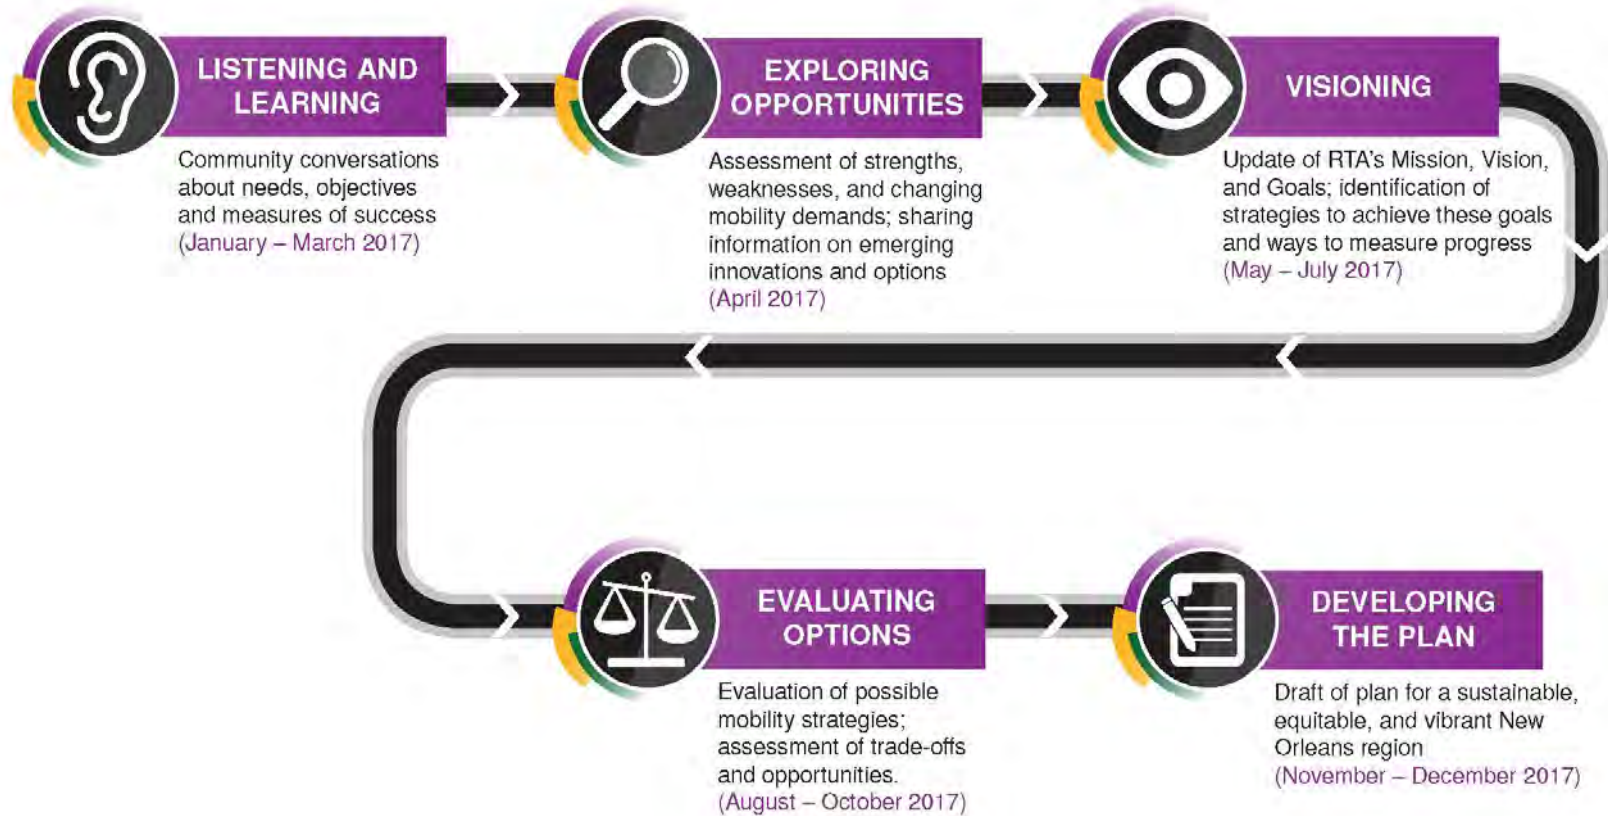 LISTENING AND
LEARNING
Community conversations
about needs, objectives
and measures of success
(January – March 2017)
EXPLORING
OPPORTUNITIES
Assessment of strengths,
weaknesses, and changing
mobility demands; sharing
information on emerging
innovations and options
(April 2017)
VISIONING
Update of RTA's Mission, Vision,
and Goals; identification of
strategies to achieve these goals
and ways to measure progress
(May – July 2017)
EVALUATING
OPTIONS
Evaluation of possible
mobility strategies;
assessment of trade-offs
and opportunities.
(August – October 2017)
DEVELOPING
THE PLAN
Draft of plan for a sustainable,
equitable, and vibrant New
Orleans region
(November – December 2017)